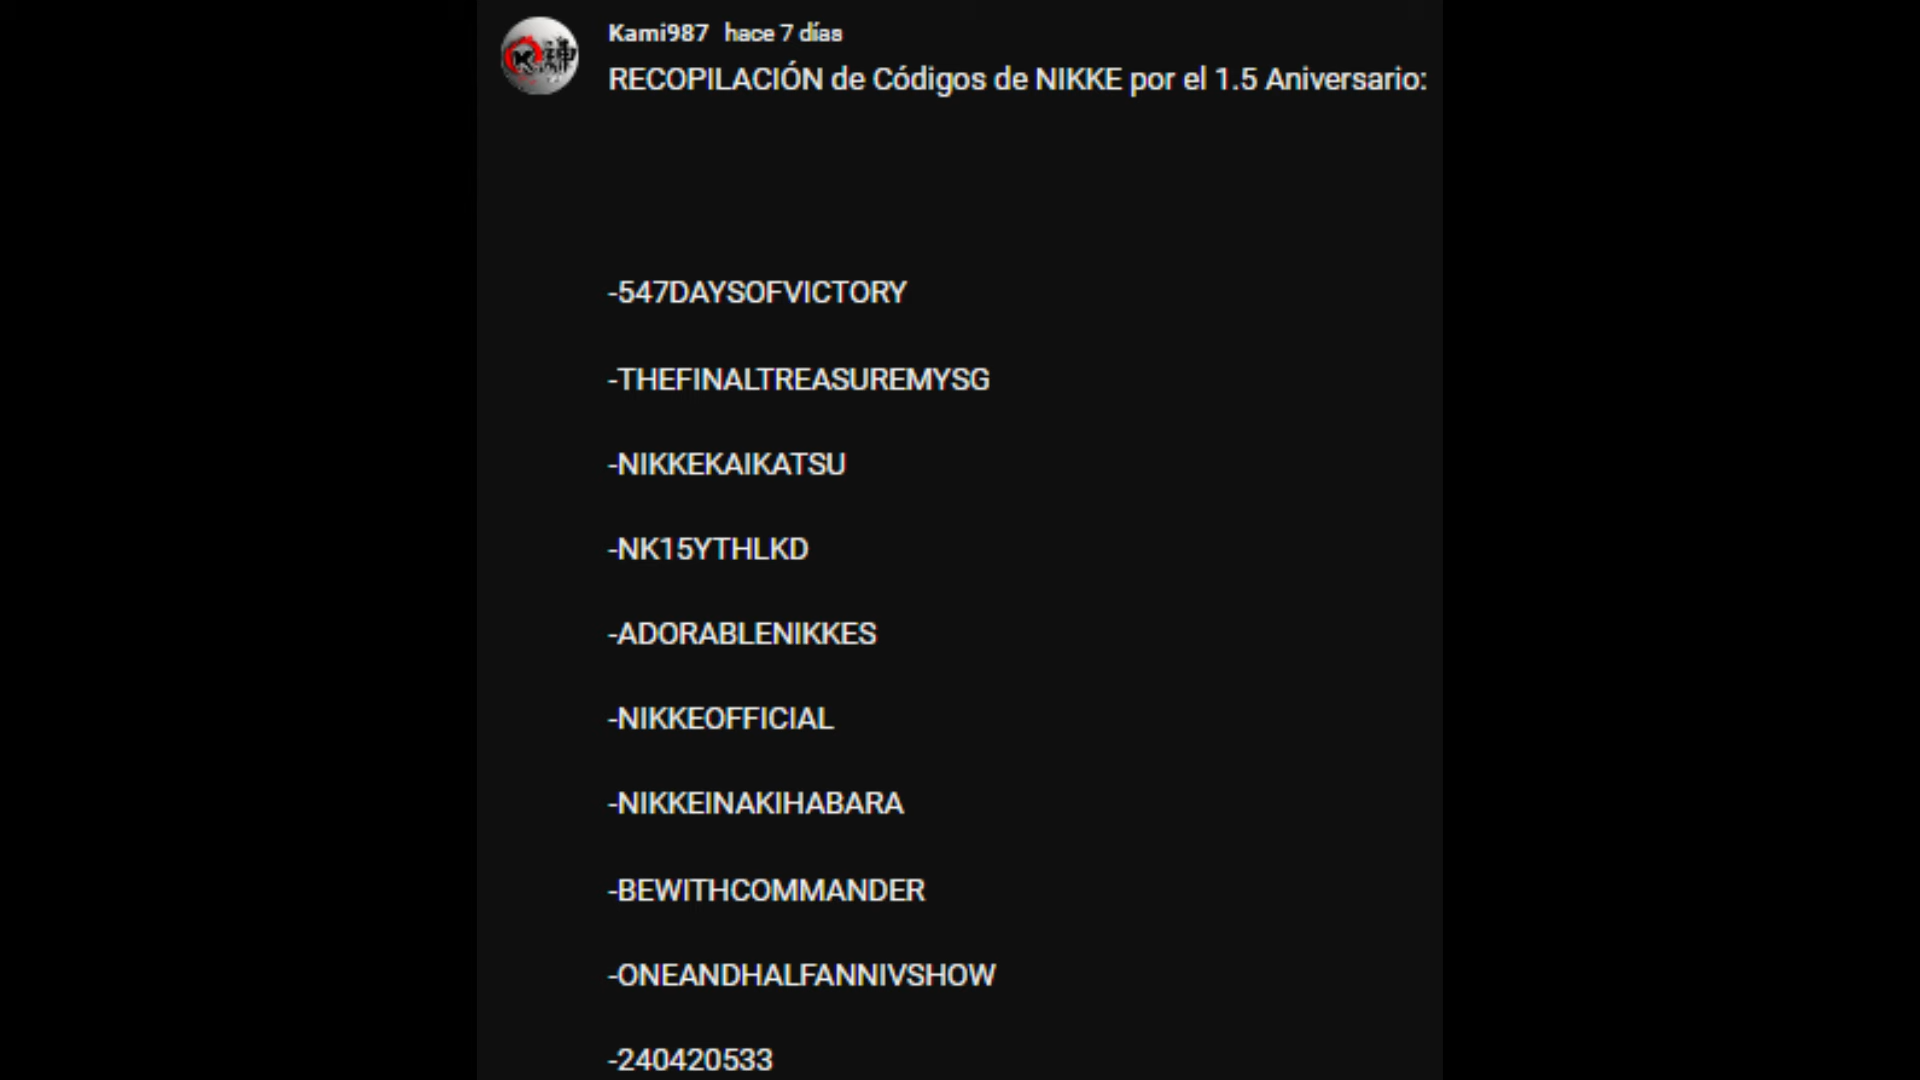 Kami987 hace 7 días
RECOPILACIÓN de Códigos de NIKKE por el 1.5 Aniversario:
-547DAYSOFVICTORY
-THEFINALTREASUREMYSG
-NIKKEKAIKATSU
-NK15YTHLKD
-ADORABLENIKKES
-NIKKEOFFICIAL
-NIKKEINAKIHABARA
-BEWITHCOMMANDER
-ONEANDHALFANNIVSHOW
-240420533